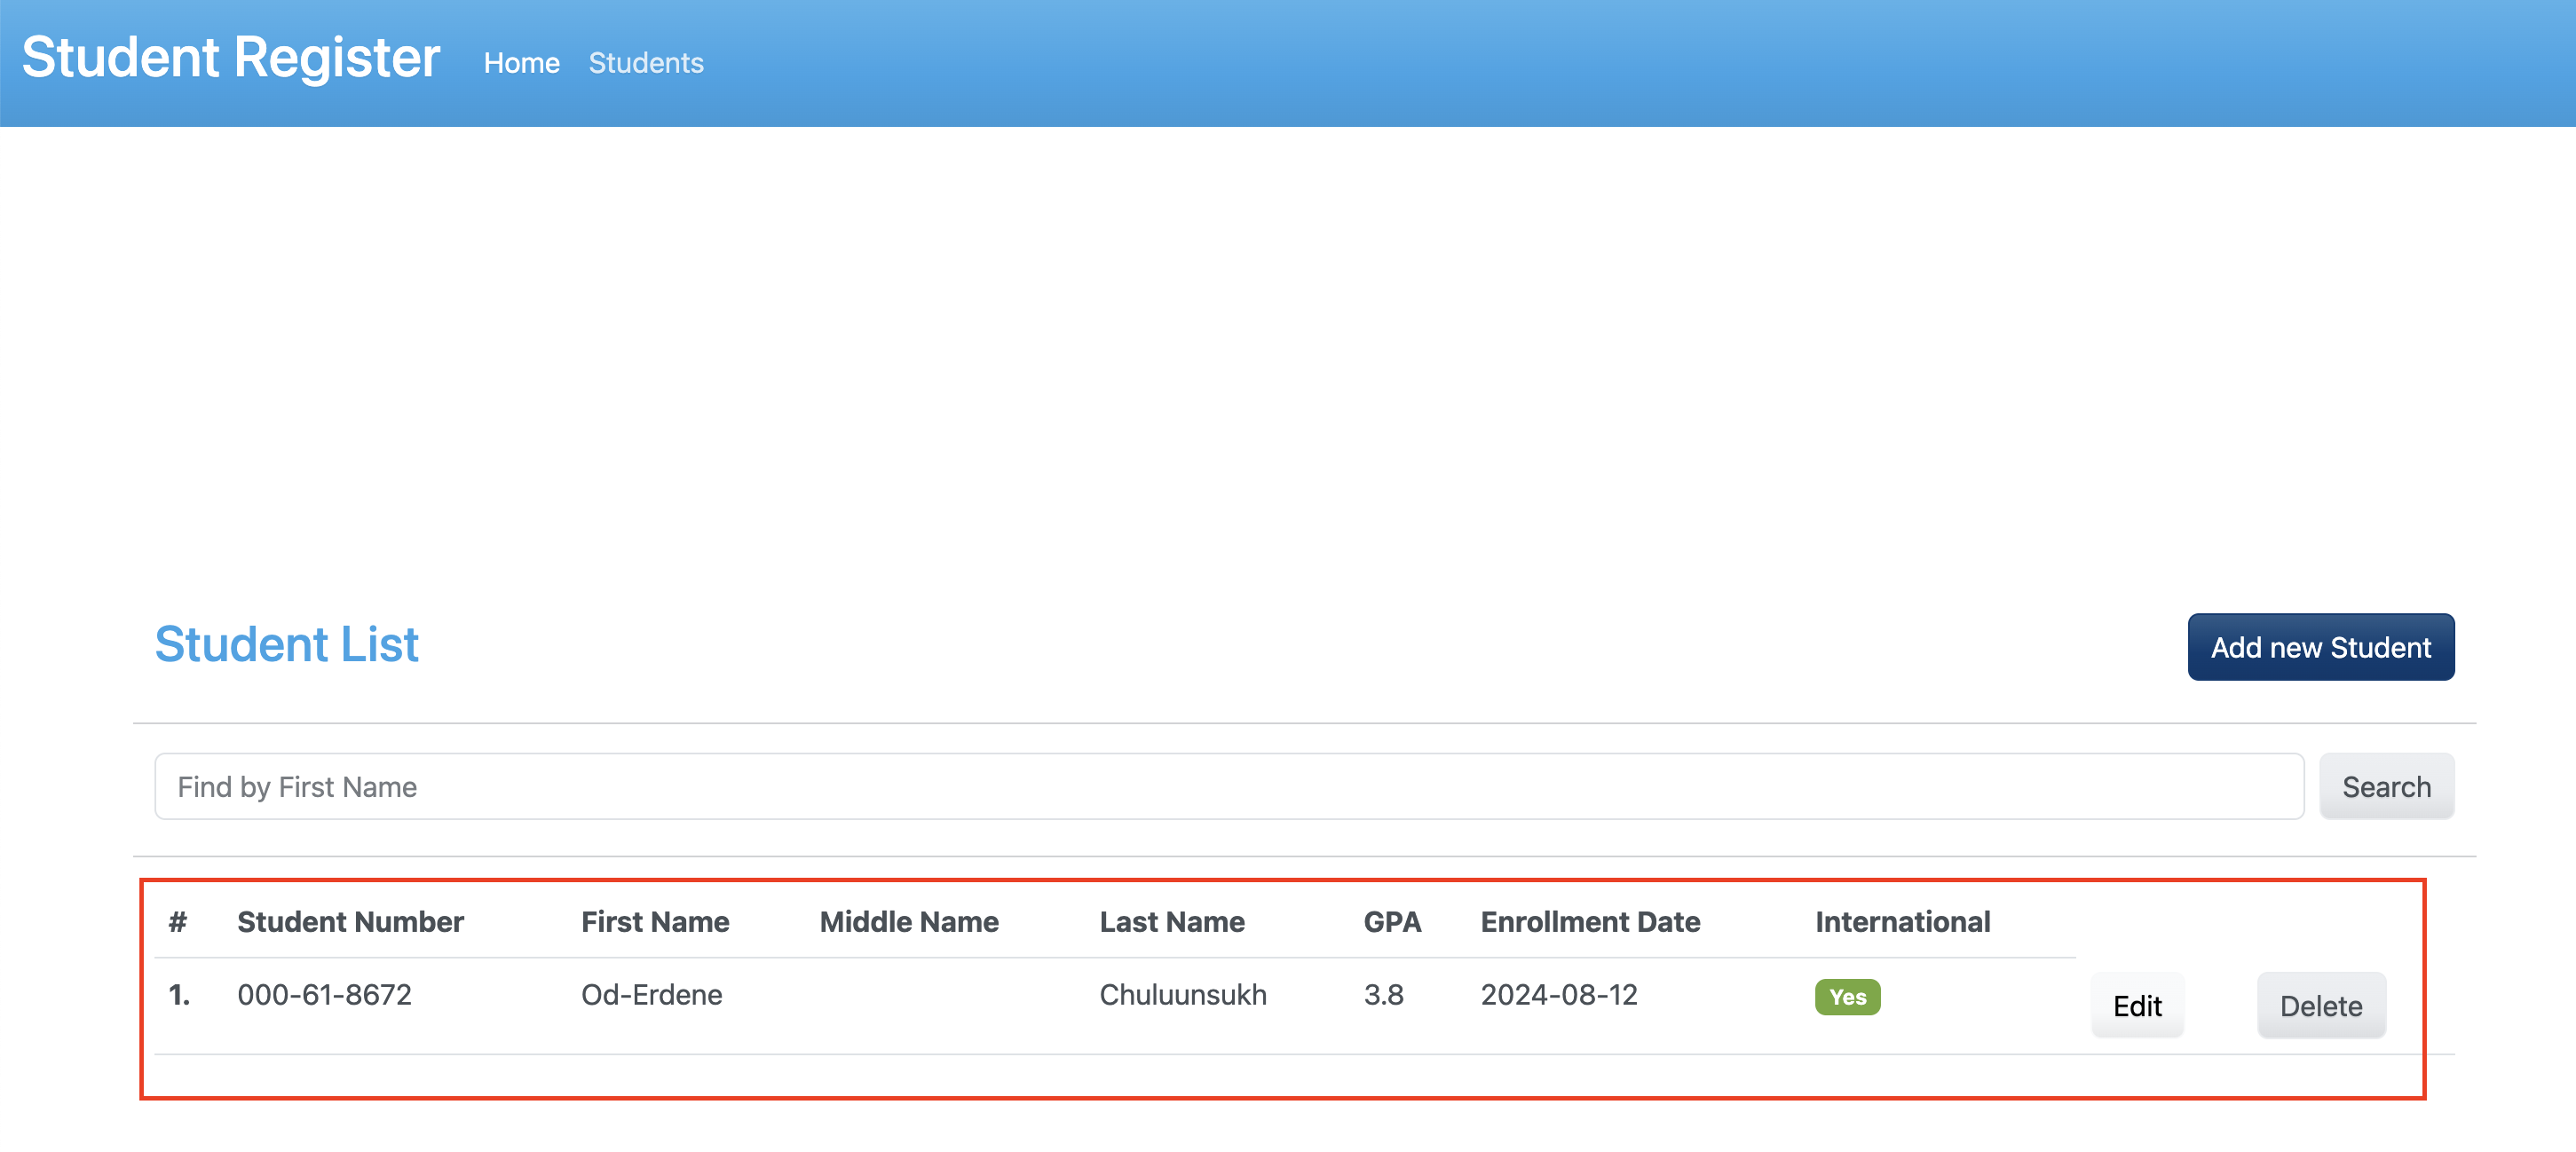 Student Register Home Students
Student List Add new Student
Find by First Name Search
# Student Number First Name Middle Name Last Name GPA Enrollment Date International
1. 000-61-8672 Od-Erdene Chuluunsukh 3.8 2024-08-12 Yes Edit Delete